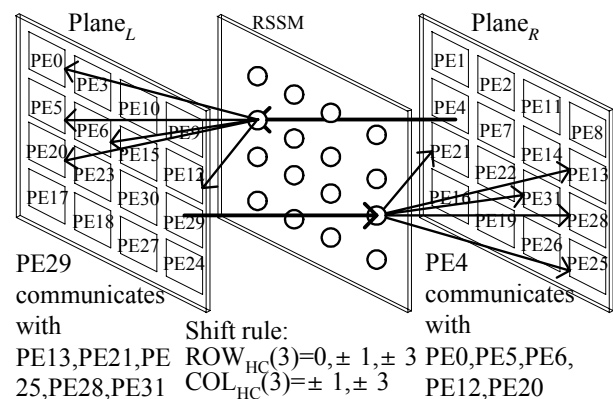 Plane_L
RSSM
Plane_R
PE0
PE3
PE10
PE9
PE5
PE6
PE15
PE12
PE20
PE23
PE30
PE29
PE17
PE18
PE27
PE24
PE1
PE2
PE11
PE8
PE4
PE7
PE14
PE13
PE21
PE22
PE31
PE28
PE16
PE19
PE26
PE25
PE29
communicates
with
PE13,PE21,PE
25,PE28,PE31
Shift rule:
ROW_HC(3)=0,± 1,± 3
COL_HC(3)=± 1,± 3
PE4
communicates
with
PE0,PE5,PE6,
PE12,PE20